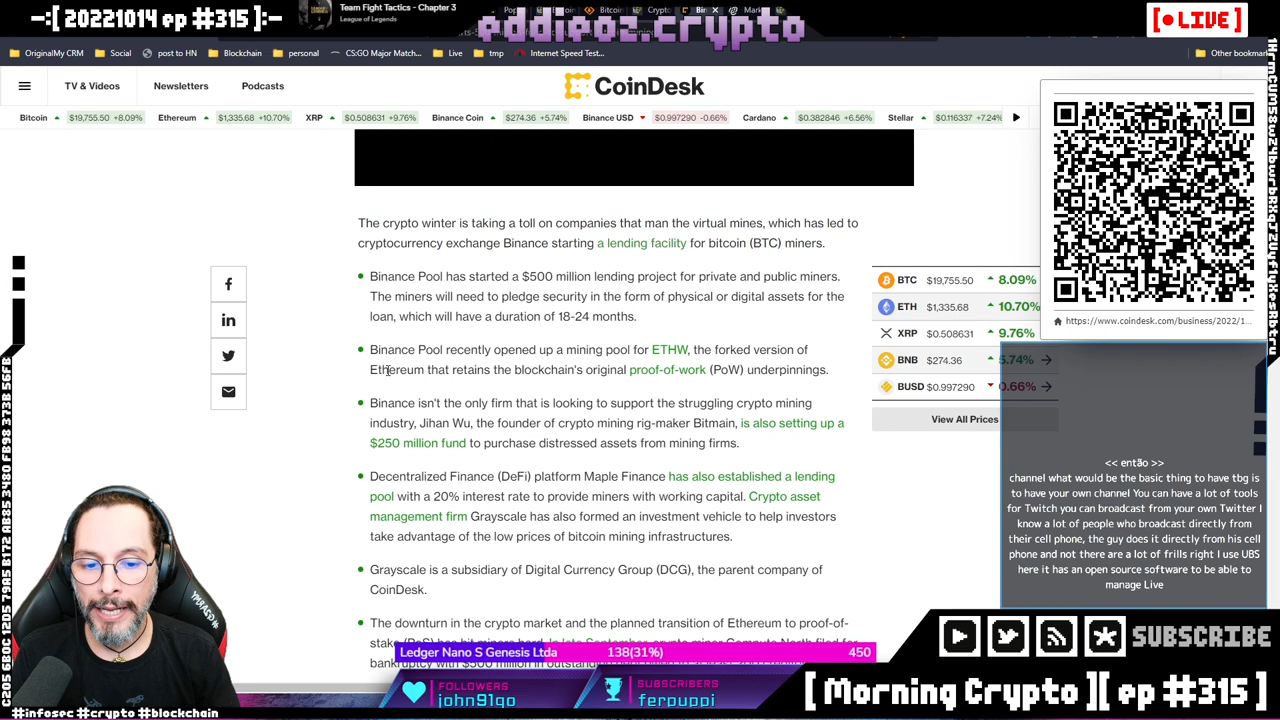 -:[ 20221014 ep #315]:-
Team Fight Tactics - Chapter 3
League of Legends
eddieoz.crypto
[● LIVE]
OriginalMy CRM Social post to HN Blockchain personal CS:GO Major Match... Live tmp Internet Speed Test...
Other bookmar
TV & Videos Newsletters Podcasts
CoinDesk
Bitcoin $19,755.50 +8.09% Ethereum $1,335.68 +10.70% XRP $0.508631 +9.76% Binance Coin $274.36 +5.74% Binance USD $0.997290 -0.66% Cardano $0.382846 +6.56% Stellar $0.116337 +7.24%
The crypto winter is taking a toll on companies that man the virtual mines, which has led to
cryptocurrency exchange Binance starting a lending facility for bitcoin (BTC) miners.
Binance Pool has started a $500 million lending project for private and public miners.
The miners will need to pledge security in the form of physical or digital assets for the
loan, which will have a duration of 18-24 months.
Binance Pool recently opened up a mining pool for ETHW, the forked version of
Ethereum that retains the blockchain's original proof-of-work (PoW) underpinnings.
Binance isn't the only firm that is looking to support the struggling crypto mining
industry, Jihan Wu, the founder of crypto mining rig-maker Bitmain, is also setting up a
$250 million fund to purchase distressed assets from mining firms.
Decentralized Finance (DeFi) platform Maple Finance has also established a lending
pool with a 20% interest rate to provide miners with working capital. Crypto asset
management firm Grayscale has also formed an investment vehicle to help investors
take advantage of the low prices of bitcoin mining infrastructures.
Grayscale is a subsidiary of Digital Currency Group (DCG), the parent company of
CoinDesk.
The downturn in the crypto market and the planned transition of Ethereum to proof-of-
BTC $19,755.50 8.09%
ETH $1,335.68 10.70%
XRP $0.508631 9.76%
BNB $274.36 5.74%
BUSD $0.997290 0.66%
View All Prices
https://www.coindesk.com/business/2022/1...
<< então >>
channel what would be the basic thing to have tbg is
to have your own channel You can have a lot of tools
for Twitch you can broadcast from your own Twitter I
know a lot of people who broadcast directly from
their cell phone, the guy does it directly from his cell
phone and not there are a lot of frills right I use UBS
here it has an open source software to be able to
manage Live
Ledger Nano S Genesis Ltda 138(31%) 450
FOLLOWERS
john91qo
SUBSCRIBERS
ferpuppi
SUBSCRIBE
[ Morning Crypto ][ ep #315 ]
#infosec #crypto #blockchain